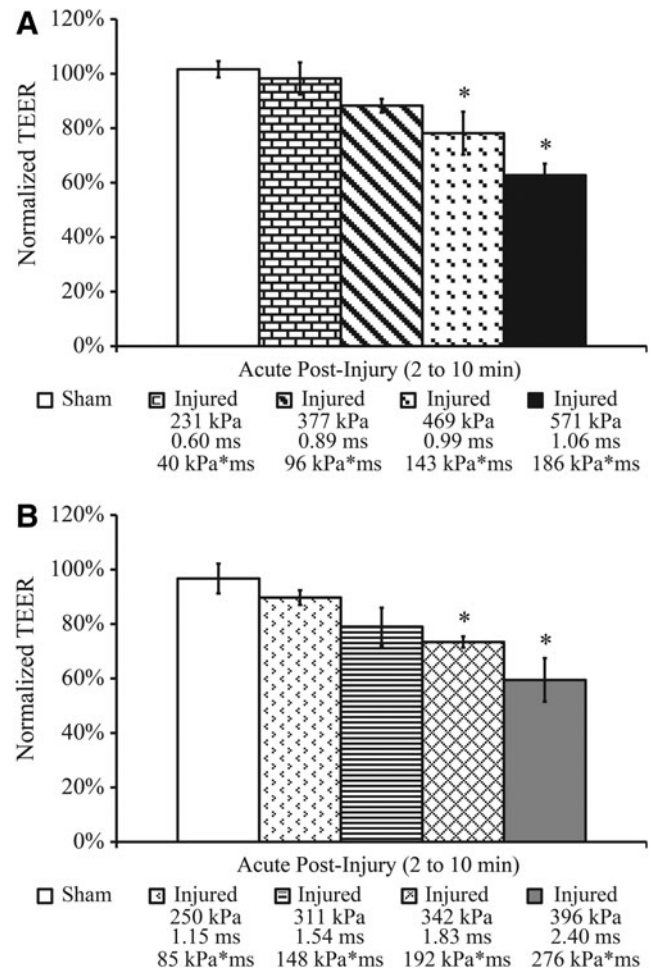 A
120%
100%
80%
60%
40%
20%
0%
Normalized TEER
*
*
Acute Post-Injury (2 to 10 min)
Sham Injured Injured Injured Injured
231 kPa 377 kPa 469 kPa 571 kPa
0.60 ms 0.89 ms 0.99 ms 1.06 ms
40 kPa*ms 96 kPa*ms 143 kPa*ms 186 kPa*ms
B
120%
100%
80%
60%
40%
20%
0%
Normalized TEER
*
*
Acute Post-Injury (2 to 10 min)
Sham Injured Injured Injured Injured
250 kPa 311 kPa 342 kPa 396 kPa
1.15 ms 1.54 ms 1.83 ms 2.40 ms
85 kPa*ms 148 kPa*ms 192 kPa*ms 276 kPa*ms